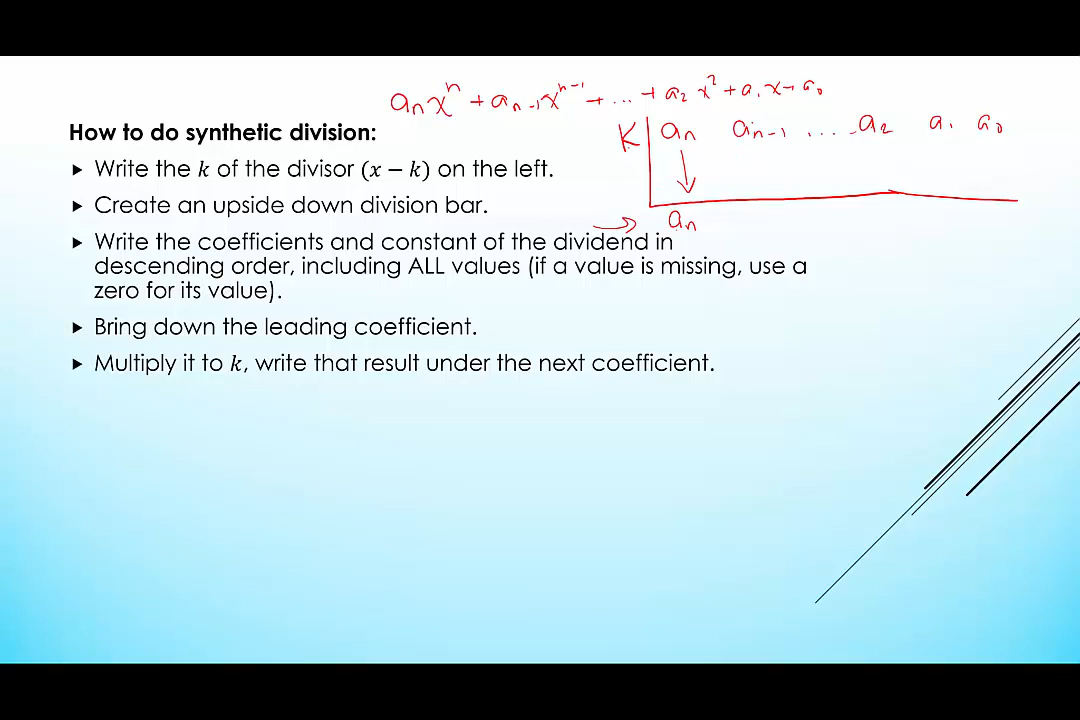 aₙxⁿ + aₙ₋₁xⁿ⁻¹ + ... + a₂x² + a₁x + a₀
How to do synthetic division:
K aₙ aₙ₋₁ ... a₂ a₁ a₀
▶ Write the k of the divisor (x − k) on the left.
▶ Create an upside down division bar.
aₙ
▶ Write the coefficients and constant of the dividend in
descending order, including ALL values (if a value is missing, use a
zero for its value).
▶ Bring down the leading coefficient.
▶ Multiply it to k, write that result under the next coefficient.